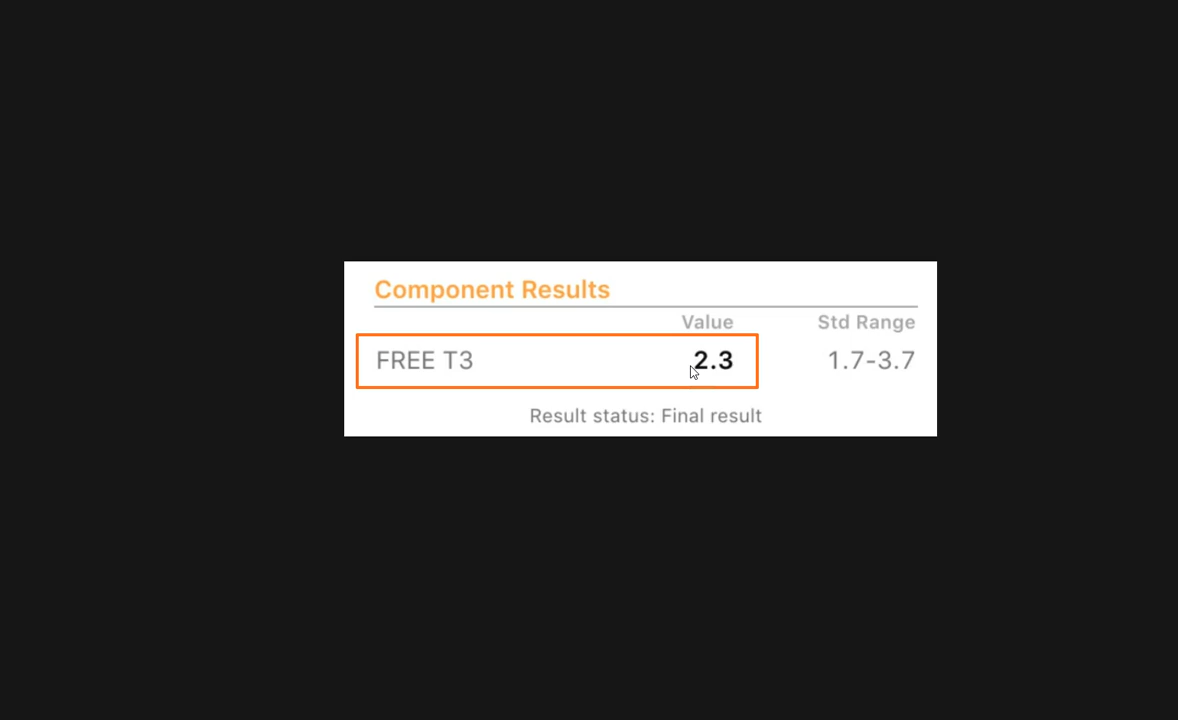 Component Results
Value Std Range
FREE T3 2.3 1.7-3.7
Result status: Final result